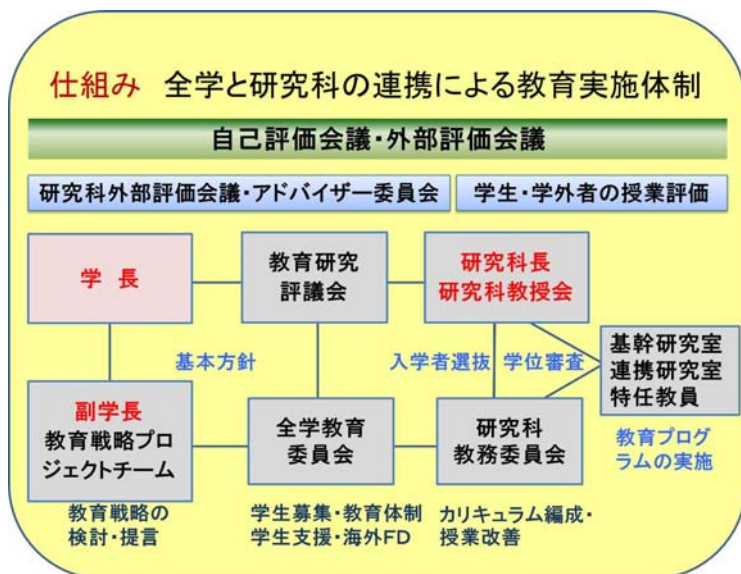 仕組み 全学と研究科の連携による教育実施体制
自己評価会議・外部評価会議
研究科外部評価会議・アドバイザー委員会
学生・学外者の授業評価
学 長
教育研究
評議会
研究科長
研究科教授会
基本方針
入学者選抜
学位審査
基幹研究室
連携研究室
特任教員
教育プログ
ラムの実施
副学長
教育戦略プロ
ジェクトチーム
全学教育
委員会
研究科
教務委員会
教育戦略の
検討・提言
学生募集・教育体制
学生支援・海外FD
カリキュラム編成・
授業改善